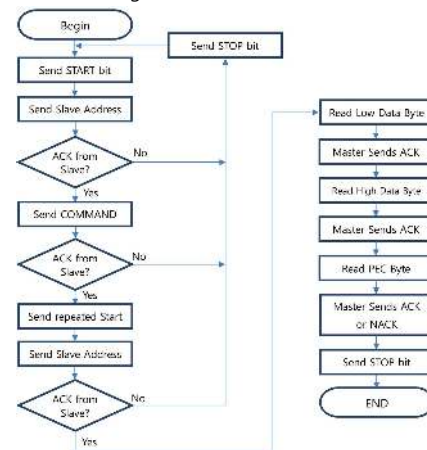 Begin
Send STOP bit
Send START bit
Send Slave Address
ACK from
Slave?
No
Yes
Send COMMAND
ACK from
Slave?
No
Yes
Send repeated Start
Send Slave Address
ACK from
Slave?
No
Yes
Read Low Data Byte
Master Sends ACK
Read High Data Byte
Master Sends ACK
Read PEC Byte
Master Sends ACK
or NACK
Send STOP bit
END